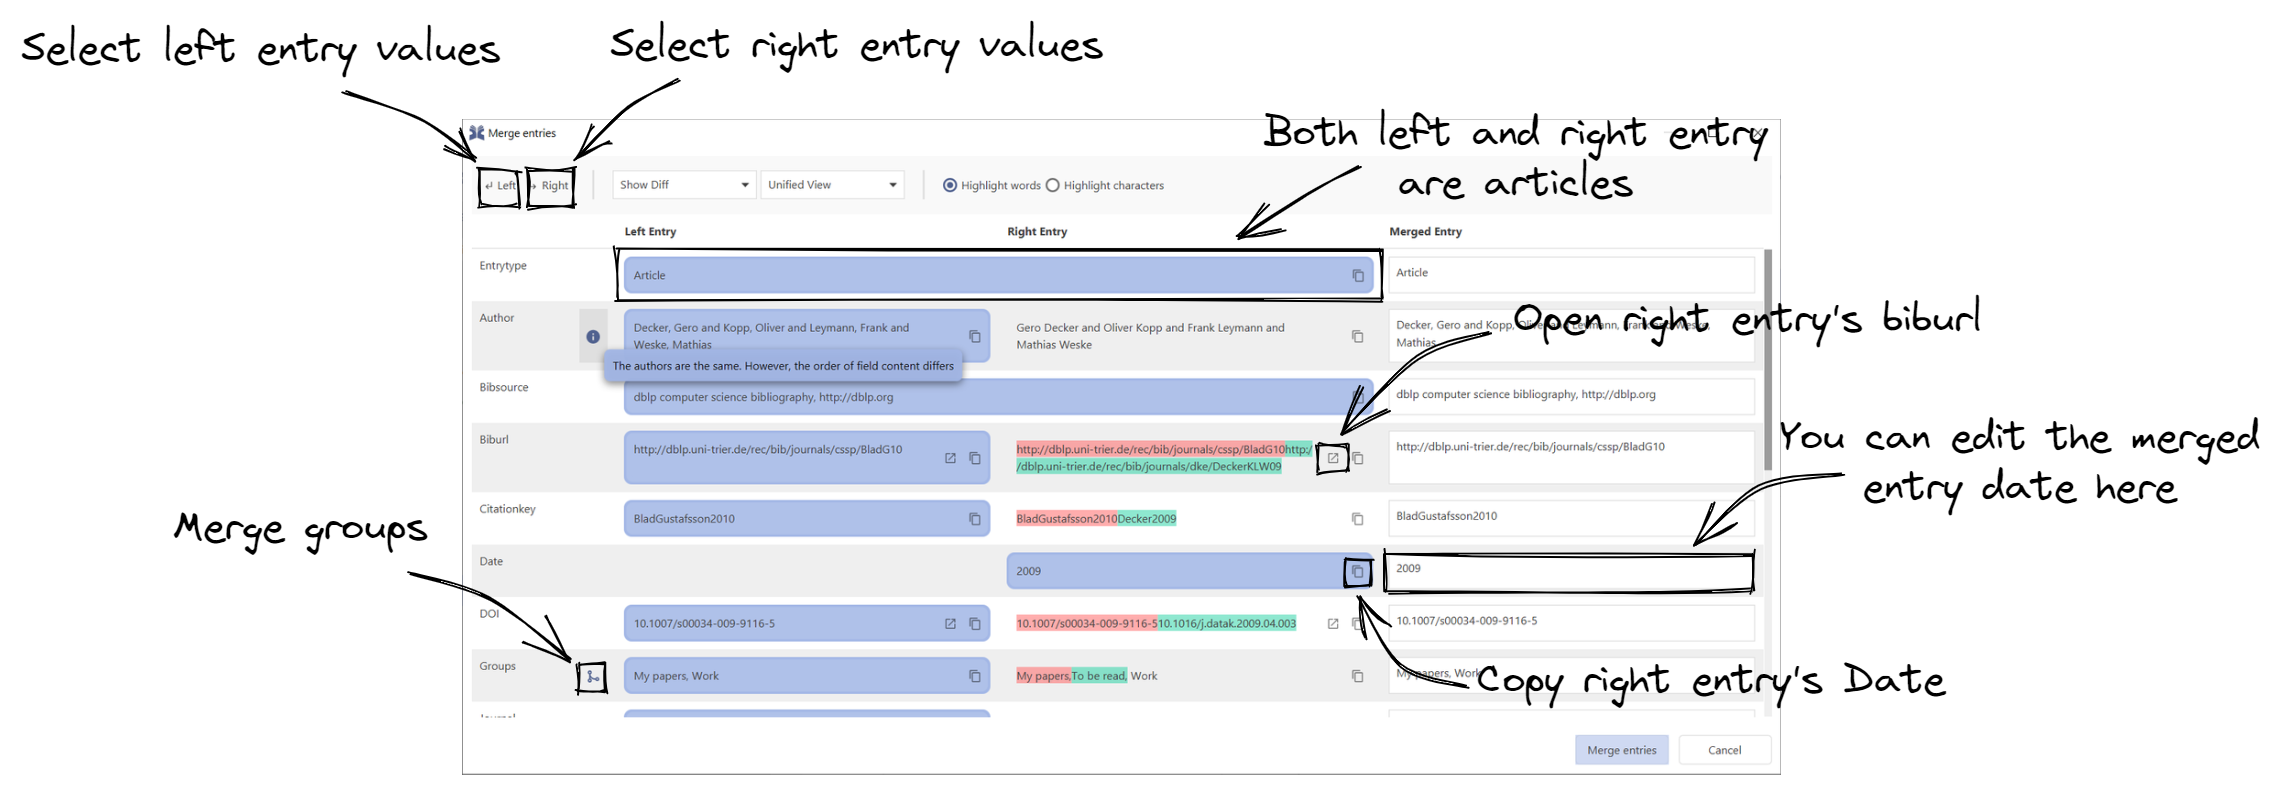 Select left entry values
Select right entry values
Merge entries
Both left and right entry
are articles
↵ Left
→ Right
Show Diff
Unified View
Highlight words
Highlight characters
Left Entry
Right Entry
Merged Entry
Entrytype
Article
Article
Author
Decker, Gero and Kopp, Oliver and Leymann, Frank and
Weske, Mathias
Gero Decker and Oliver Kopp and Frank Leymann and
Mathias Weske
Decker, Gero and Kopp, Oliver and Leymann, Frank and Weske,
Mathias
Open right entry's biburl
The authors are the same. However, the order of field content differs
Bibsource
dblp computer science bibliography, http://dblp.org
dblp computer science bibliography, http://dblp.org
Biburl
http://dblp.uni-trier.de/rec/bib/journals/cssp/BladG10
http://dblp.uni-trier.de/rec/bib/journals/cssp/BladG10http:/
/dblp.uni-trier.de/rec/bib/journals/dke/DeckerKLW09
http://dblp.uni-trier.de/rec/bib/journals/cssp/BladG10
You can edit the merged
entry date here
Citationkey
BladGustafsson2010
BladGustafsson2010Decker2009
BladGustafsson2010
Merge groups
Date
2009
2009
DOI
10.1007/s00034-009-9116-5
10.1007/s00034-009-9116-510.1016/j.datak.2009.04.003
10.1007/s00034-009-9116-5
Groups
My papers, Work
My papers,To be read, Work
My papers, Work
Copy right entry's Date
Journal
Merge entries
Cancel